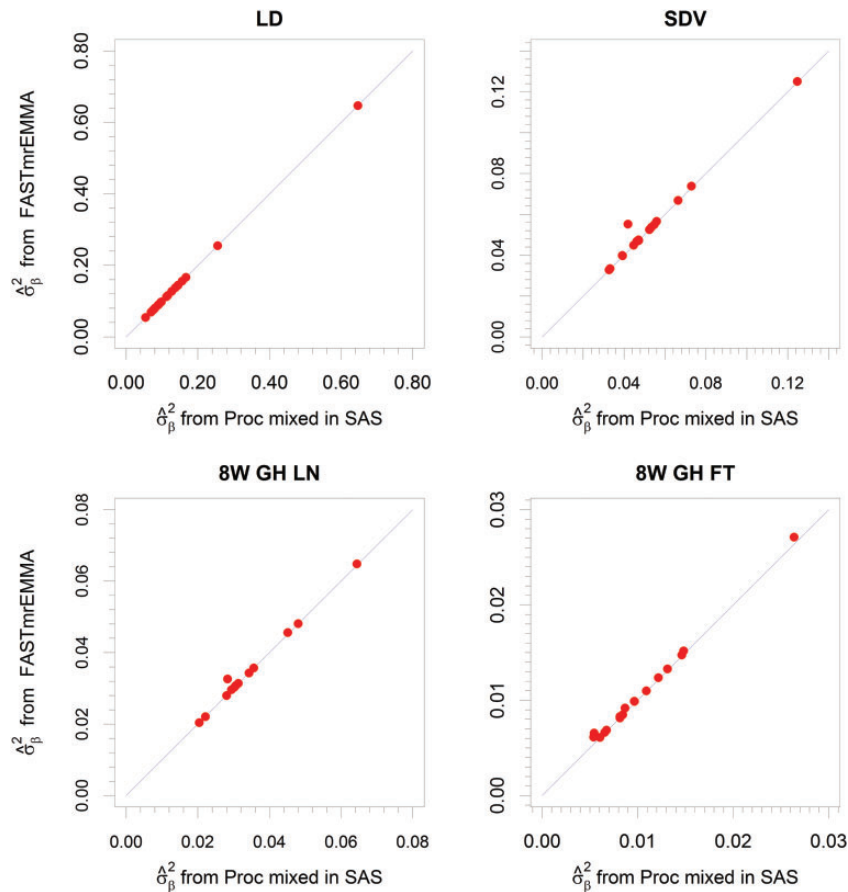 LD
SDV
0.80
0.60
0.40
0.20
0.00
σ̂²β from FASTmrEMMA
0.00 0.20 0.40 0.60 0.80
σ̂²β from Proc mixed in SAS
0.12
0.08
0.04
0.00
0.00 0.04 0.08 0.12
σ̂²β from Proc mixed in SAS
8W GH LN
8W GH FT
0.08
0.06
0.04
0.02
0.00
σ̂²β from FASTmrEMMA
0.00 0.02 0.04 0.06 0.08
σ̂²β from Proc mixed in SAS
0.03
0.02
0.01
0.00
0.00 0.01 0.02 0.03
σ̂²β from Proc mixed in SAS